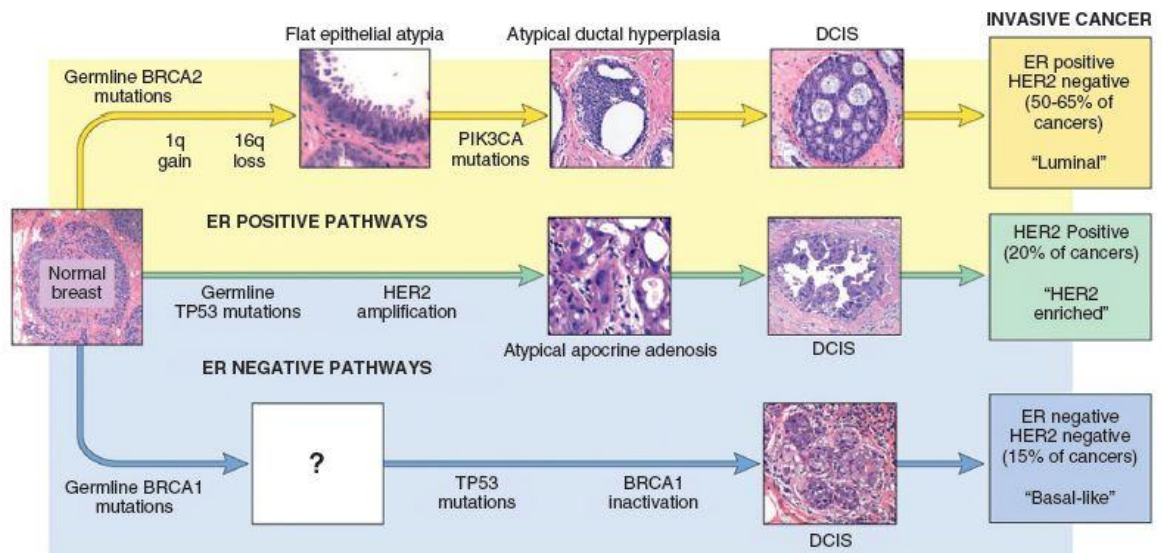 INVASIVE CANCER
Flat epithelial atypia
Atypical ductal hyperplasia
DCIS
Germline BRCA2
mutations
1q
gain
16q
loss
PIK3CA
mutations
ER positive
HER2 negative
(50-65% of
cancers)
“Luminal”
ER POSITIVE PATHWAYS
Normal
breast
Germline
TP53 mutations
HER2
amplification
Atypical apocrine adenosis
DCIS
HER2 Positive
(20% of cancers)
“HER2
enriched”
ER NEGATIVE PATHWAYS
Germline BRCA1
mutations
?
TP53
mutations
BRCA1
inactivation
DCIS
ER negative
HER2 negative
(15% of cancers)
“Basal-like”